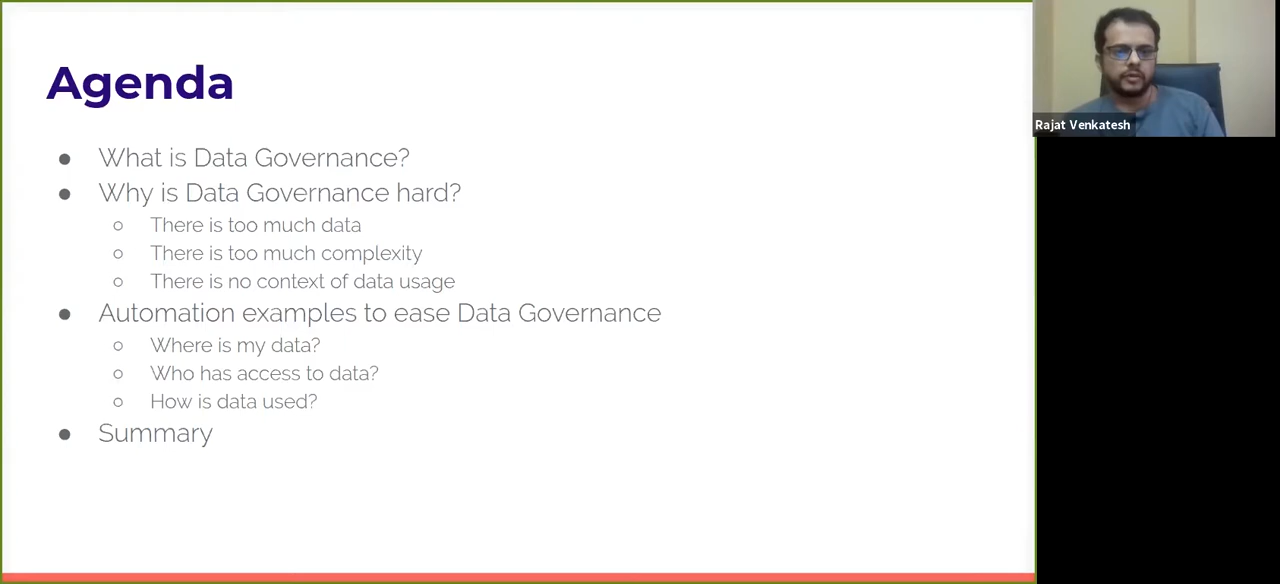 Agenda
● What is Data Governance?
● Why is Data Governance hard?
○ There is too much data
○ There is too much complexity
○ There is no context of data usage
● Automation examples to ease Data Governance
○ Where is my data?
○ Who has access to data?
○ How is data used?
● Summary
Rajat Venkatesh